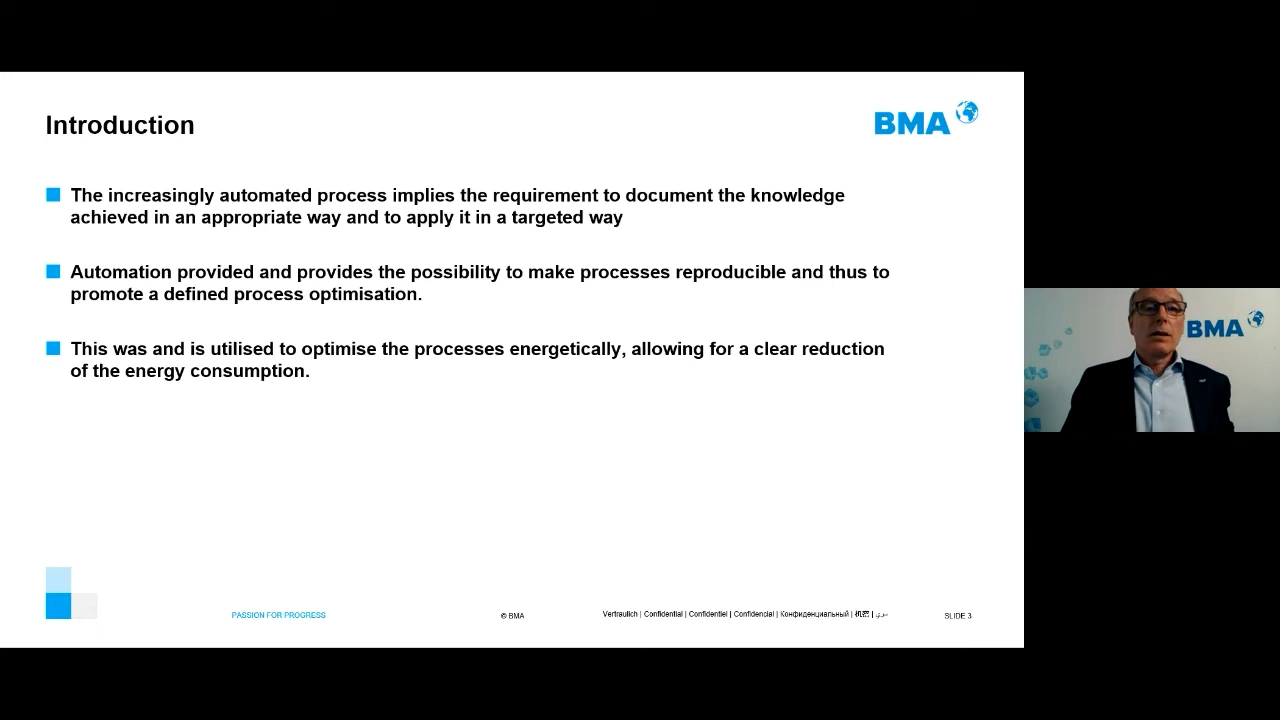 Introduction
BMA
The increasingly automated process implies the requirement to document the knowledge
achieved in an appropriate way and to apply it in a targeted way
Automation provided and provides the possibility to make processes reproducible and thus to
promote a defined process optimisation.
This was and is utilised to optimise the processes energetically, allowing for a clear reduction
of the energy consumption.
BMA
PASSION FOR PROGRESS
© BMA
Vertraulich | Confidential | Confidentiel | Confidencial | Конфиденциальный | 机密 | سري
SLIDE 3